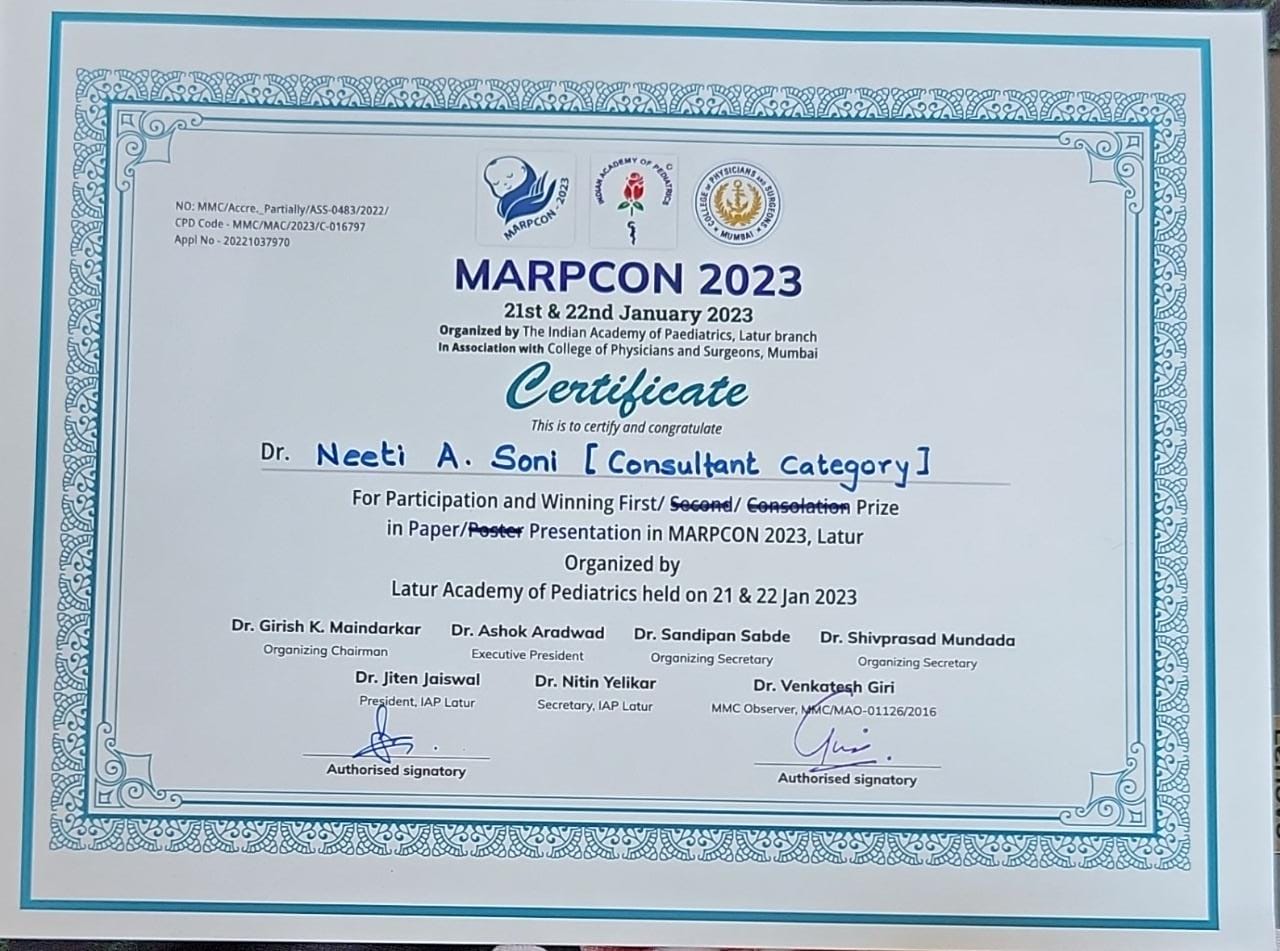 NO: MMC/Accre._Partially/ASS-0483/2022/
CPD Code - MMC/MAC/2023/C-016797
Appl No - 20221037970
MARPCON - 2023
INDIAN ACADEMY OF PEDIATRICS
COLLEGE OF PHYSICIANS AND SURGEONS
MUMBAI
MARPCON 2023
21st & 22nd January 2023
Organized by The Indian Academy of Paediatrics, Latur branch
In Association with College of Physicians and Surgeons, Mumbai
Certificate
This is to certify and congratulate
Dr. Neeti A. Soni [Consultant Category]
For Participation and Winning First/ Second/ Consolation Prize
in Paper/Poster Presentation in MARPCON 2023, Latur
Organized by
Latur Academy of Pediatrics held on 21 & 22 Jan 2023
Dr. Girish K. Maindarkar Dr. Ashok Aradwad Dr. Sandipan Sabde Dr. Shivprasad Mundada
Organizing Chairman Executive President Organizing Secretary Organizing Secretary
Dr. Jiten Jaiswal Dr. Nitin Yelikar Dr. Venkatesh Giri
President, IAP Latur Secretary, IAP Latur MMC Observer, MMC/MAO-01126/2016
Authorised signatory Authorised signatory